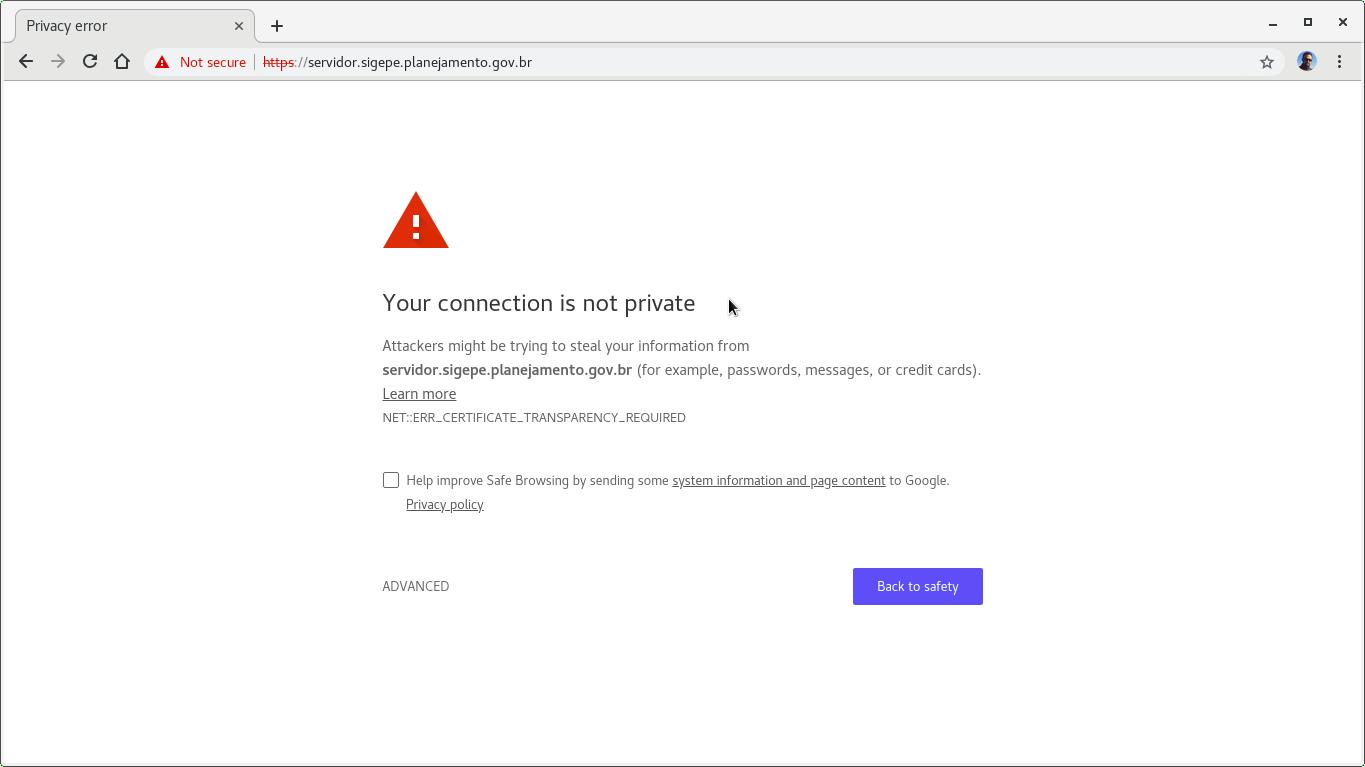 Privacy error
Not secure https://servidor.sigepe.planejamento.gov.br
Your connection is not private
Attackers might be trying to steal your information from
servidor.sigepe.planejamento.gov.br (for example, passwords, messages, or credit cards).
Learn more
NET::ERR_CERTIFICATE_TRANSPARENCY_REQUIRED
Help improve Safe Browsing by sending some system information and page content to Google.
Privacy policy
ADVANCED
Back to safety